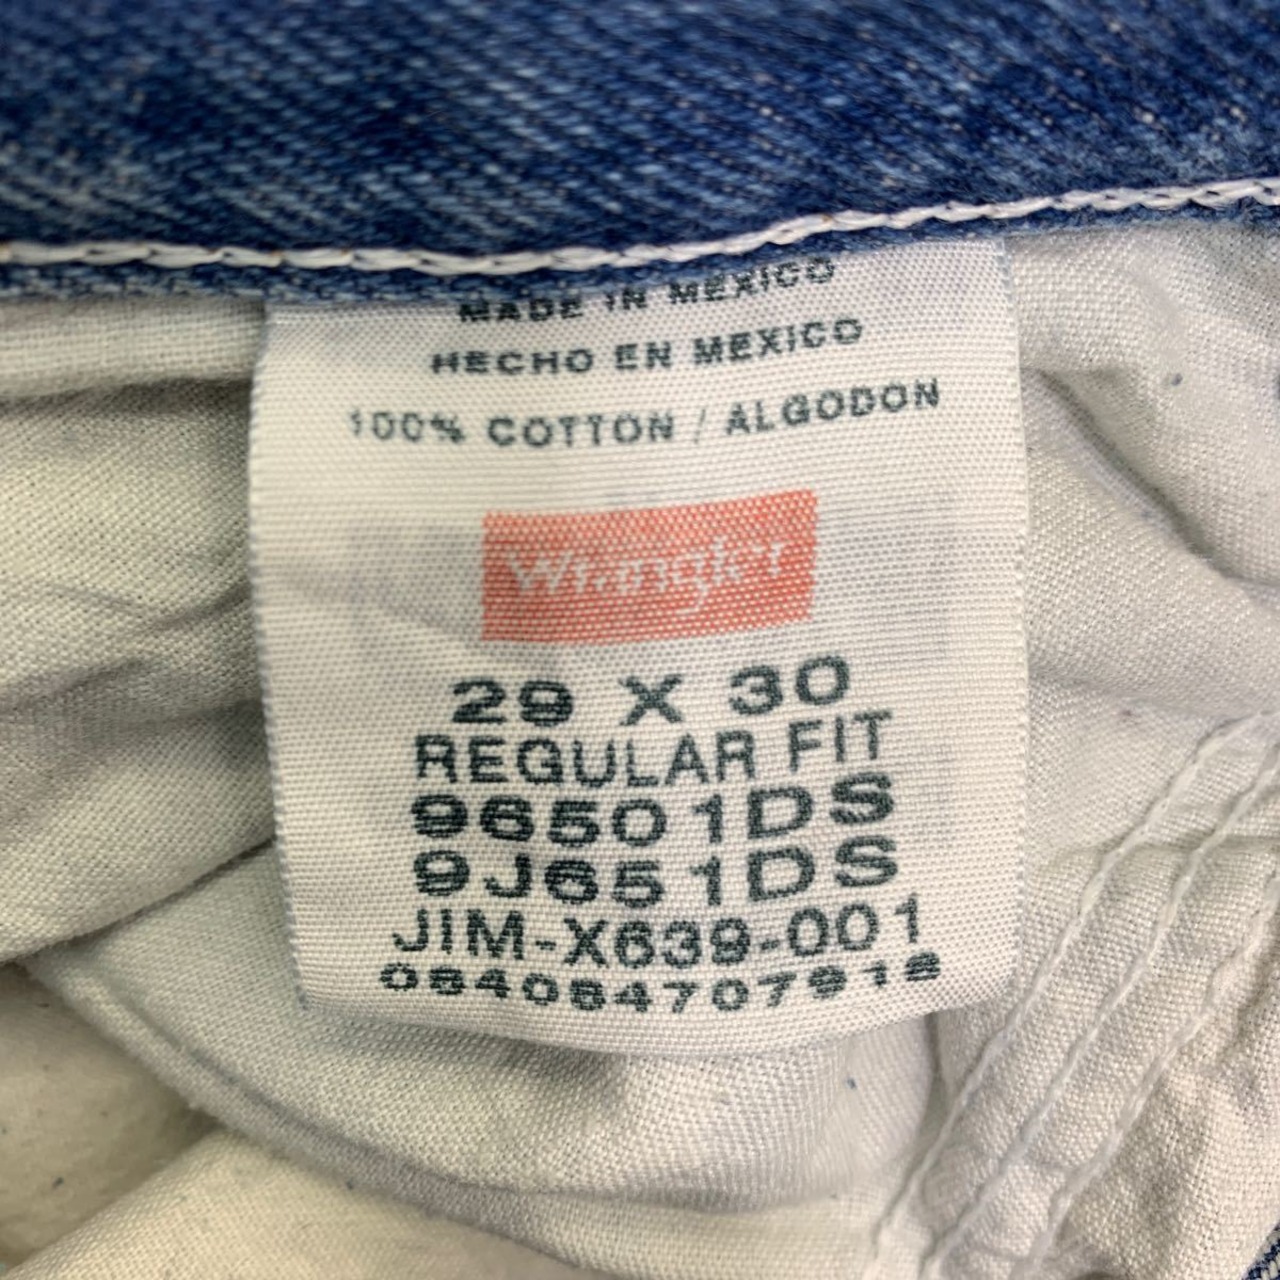 MADE IN MEXICO
HECHO EN MEXICO
100% COTTON / ALGODON
Wrangler
29 X 30
REGULAR FIT
96501DS
9J651DS
JIM-X639-001